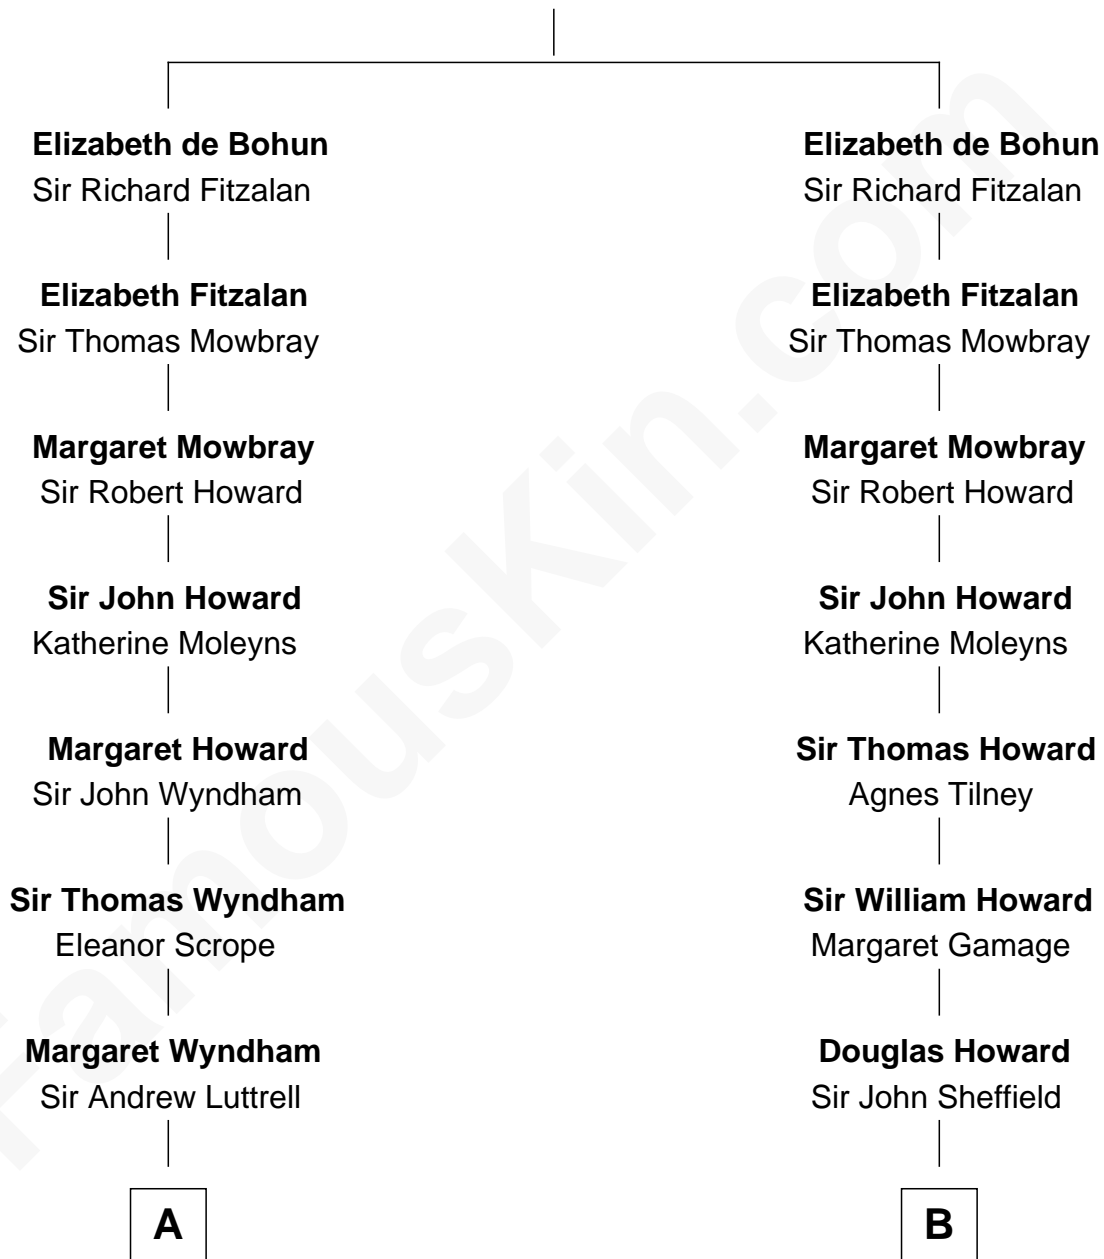 Elizabeth de Bohun
Sir Richard Fitzalan
Elizabeth Fitzalan
Sir Thomas Mowbray
Margaret Mowbray
Sir Robert Howard
Sir John Howard
Katherine Moleyns
Margaret Howard
Sir John Wyndham
Sir Thomas Wyndham
Eleanor Scrope
Margaret Wyndham
Sir Andrew Luttrell
A
Elizabeth de Bohun
Sir Richard Fitzalan
Elizabeth Fitzalan
Sir Thomas Mowbray
Margaret Mowbray
Sir Robert Howard
Sir John Howard
Katherine Moleyns
Sir Thomas Howard
Agnes Tilney
Sir William Howard
Margaret Gamage
Douglas Howard
Sir John Sheffield
B
FamousKin.com